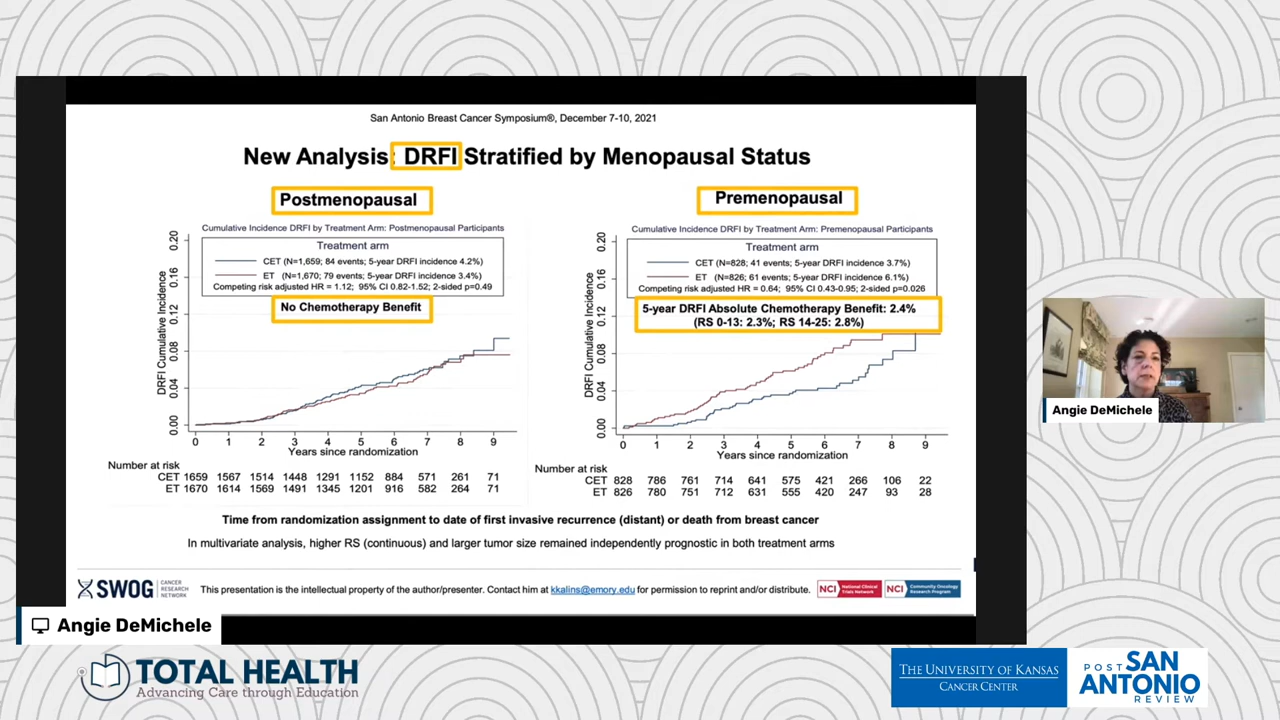 San Antonio Breast Cancer Symposium®, December 7-10, 2021
New Analysis: DRFI Stratified by Menopausal Status
Postmenopausal
Cumulative Incidence DRFI by Treatment Arm: Postmenopausal Participants
Treatment arm
CET (N=1,659; 84 events; 5-year DRFI incidence 4.2%)
ET (N=1,670; 79 events; 5-year DRFI incidence 3.4%)
Competing risk adjusted HR = 1.12; 95% CI 0.82-1.52; 2-sided p=0.49
No Chemotherapy Benefit
DRFI Cumulative Incidence
0.20
0.16
0.12
0.08
0.04
0.00
0 1 2 3 4 5 6 7 8 9
Years since randomization
Number at risk
CET 1659 1567 1514 1448 1291 1152 884 571 261 71
ET 1670 1614 1569 1491 1345 1201 916 582 264 71
Premenopausal
Cumulative Incidence DRFI by Treatment Arm: Premenopausal Participants
Treatment arm
CET (N=828; 41 events; 5-year DRFI incidence 3.7%)
ET (N=826; 61 events; 5-year DRFI incidence 6.1%)
Competing risk adjusted HR = 0.64; 95% CI 0.43-0.95; 2-sided p=0.026
5-year DRFI Absolute Chemotherapy Benefit: 2.4%
(RS 0-13: 2.3%; RS 14-25: 2.8%)
DRFI Cumulative Incidence
0.20
0.16
0.12
0.08
0.04
0.00
0 1 2 3 4 5 6 7 8 9
Years since randomization
Number at risk
CET 828 786 761 714 641 575 421 266 106 22
ET 826 780 751 712 631 555 420 247 93 28
Time from randomization assignment to date of first invasive recurrence (distant) or death from breast cancer
In multivariate analysis, higher RS (continuous) and larger tumor size remained independently prognostic in both treatment arms
SWOG CANCER RESEARCH NETWORK
This presentation is the intellectual property of the author/presenter. Contact him at kkalins@emory.edu for permission to reprint and/or distribute.
NCI National Clinical Trials Network
NCI Community Oncology Research Program
Angie DeMichele
Angie DeMichele
TOTAL HEALTH
Advancing Care through Education
THE UNIVERSITY OF KANSAS
CANCER CENTER
POST SAN ANTONIO REVIEW